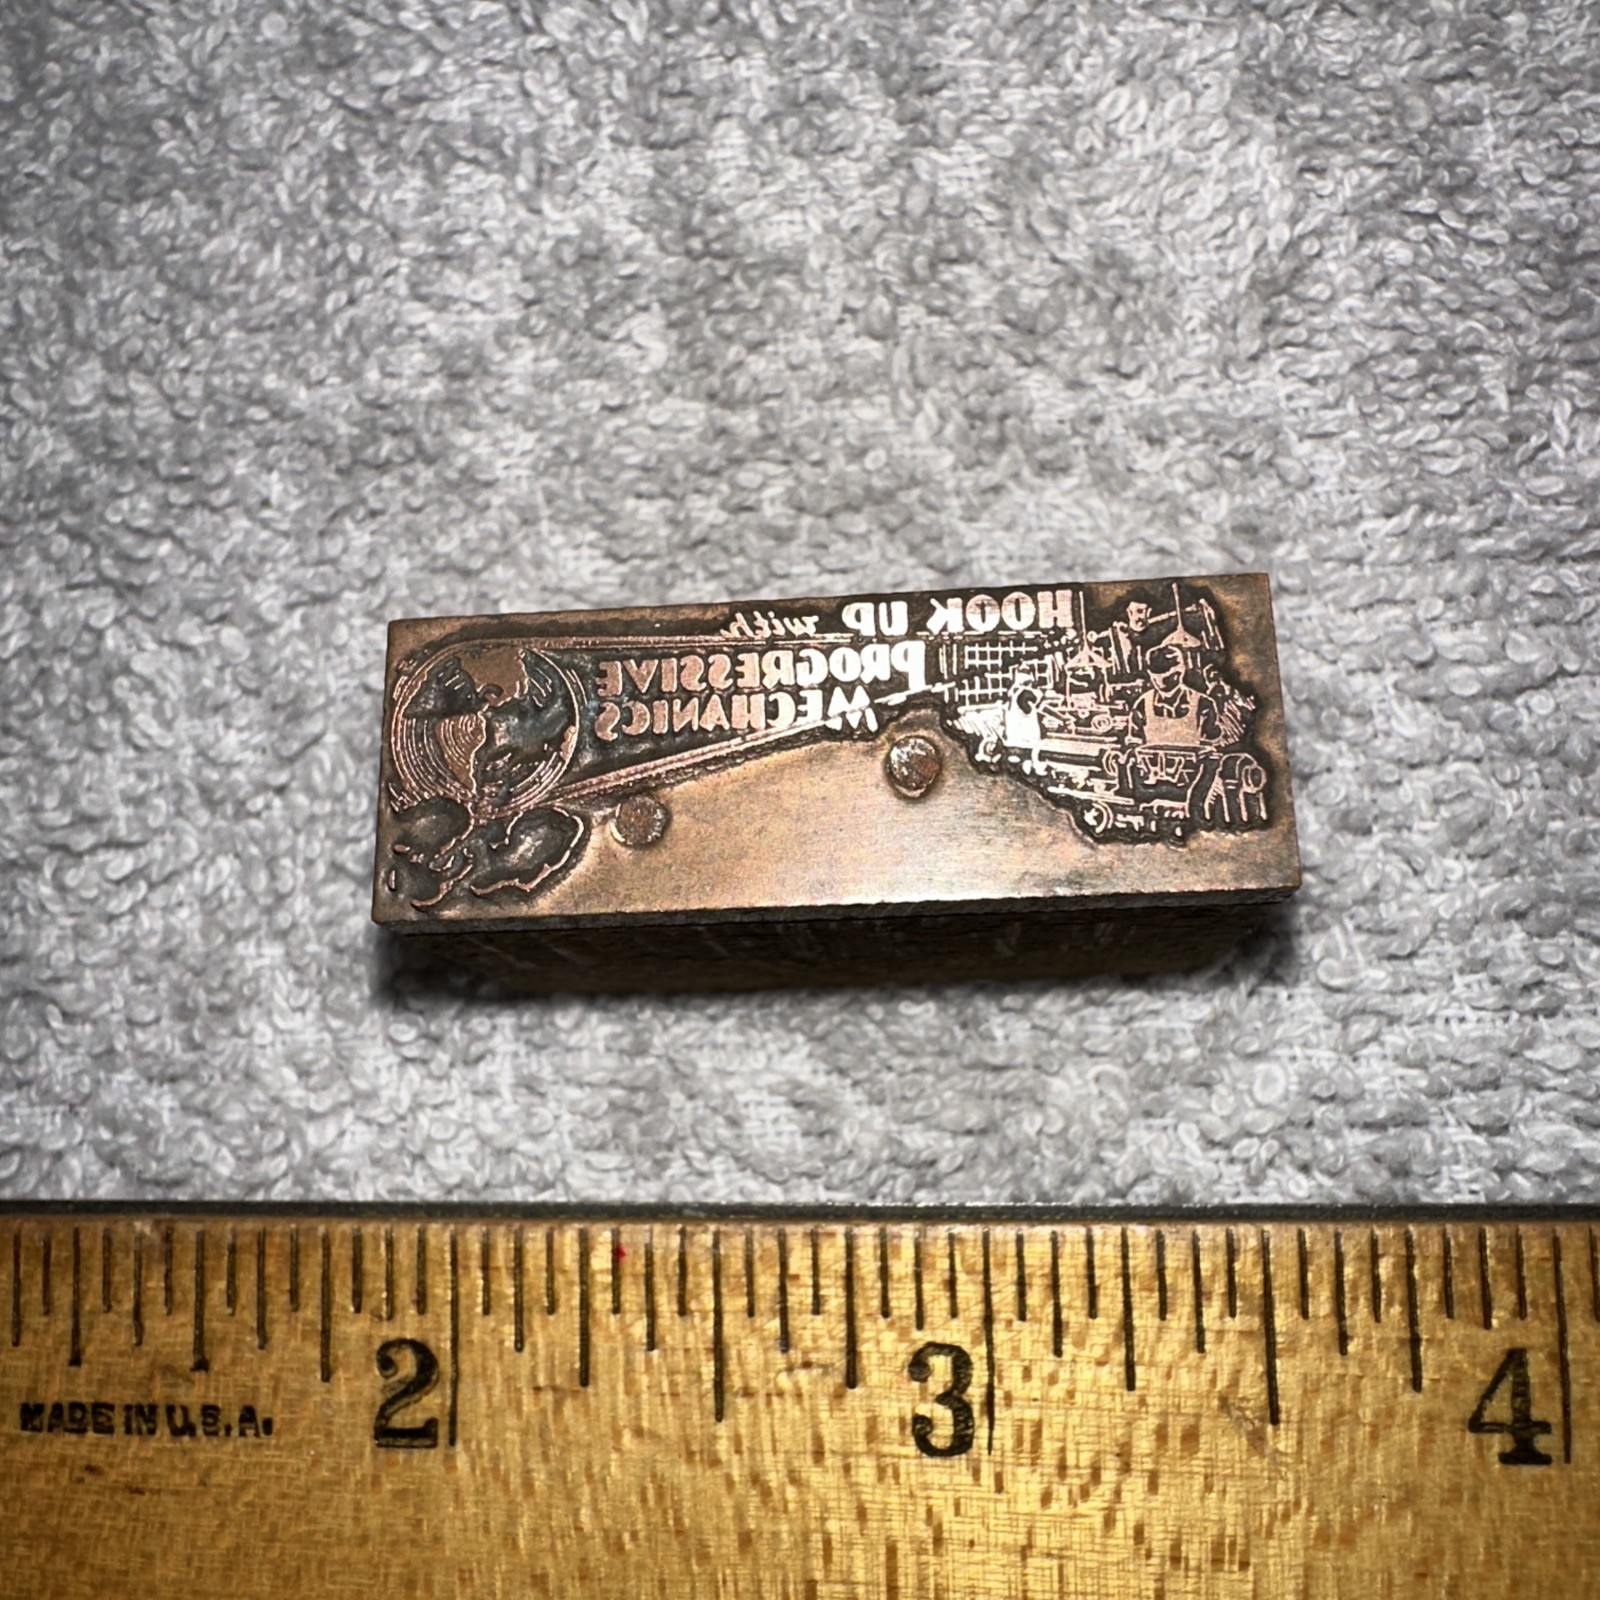 HOOK UP with
PROGRESSIVE
MECHANICS
2 3 4
MADE IN U.S.A.